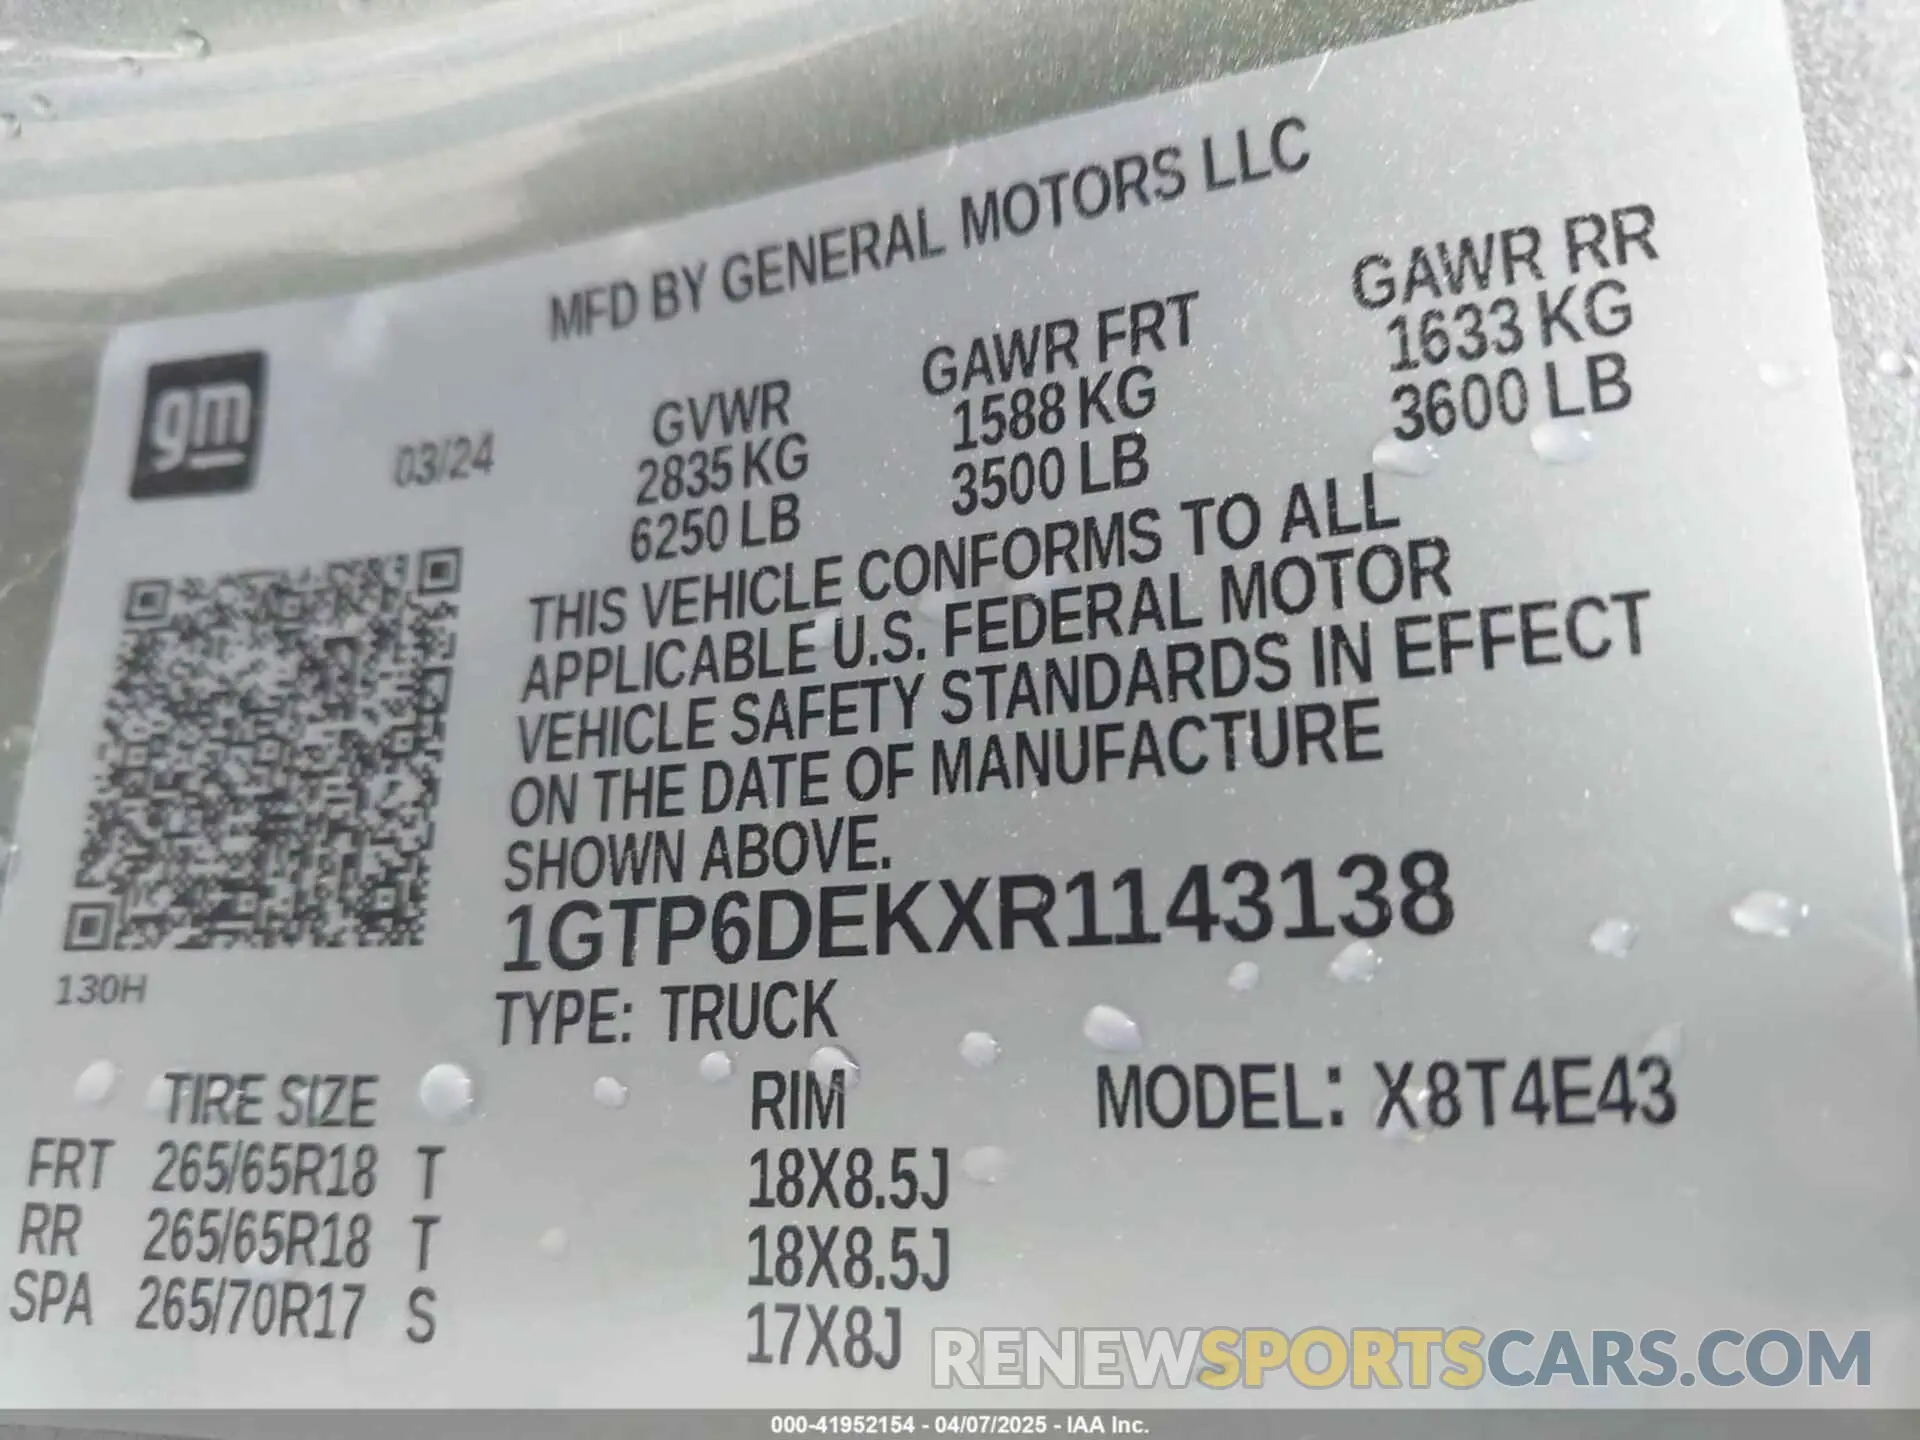 MFD BY GENERAL MOTORS LLC
gm
03/24
GVWR
2835 KG
6250 LB
GAWR FRT
1588 KG
3500 LB
GAWR RR
1633 KG
3600 LB
THIS VEHICLE CONFORMS TO ALL
APPLICABLE U.S. FEDERAL MOTOR
VEHICLE SAFETY STANDARDS IN EFFECT
ON THE DATE OF MANUFACTURE
SHOWN ABOVE.
1GTP6DEKXR1143138
130H
TYPE: TRUCK
TIRE SIZE RIM MODEL: X8T4E43
FRT 265/65R18 T 18X8.5J
RR 265/65R18 T 18X8.5J
SPA 265/70R17 S 17X8J
RENEWSPORTSCARS.COM
000-41952154 - 04/07/2025 - IAA Inc.